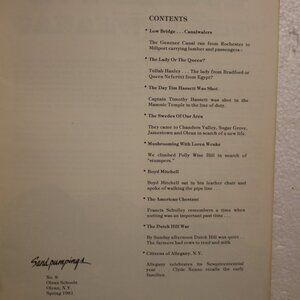 CONTENTS
Low Bridge . . . Canalwalers
The Genesee Canal ran from Rochester to
Millport carrying lumber and passengers -
The Lady Or The Queen?
Tullah Hanley . . . The lady from Bradford or
Queen Nefertiti from Egypt?
The Day Tim Hassett Was Shot
Captain Timothy Hassett was shot in the
Masonic Temple in the line of duty.
The Swedes Of Our Area
They came to Chandlers Valley, Sugar Grove,
Jamestown and Olean in search of a new life.
Mushrooming With Loren Weake
We climbed Polly Wise Hill in search of
"stumpers."
Boyd Mitchell
Boyd Mitchell sat in his leather chair and
spoke of walking the pipe line.
The American Chestnut
Francis Schulley remembers a time when
nutting was an important past time . . .
The Dutch Hill War
By Sunday afternoon Dutch Hill was quiet . . .
The farmers had cows to tend and milk
Citizens of Allegany, N.Y.
Allegany celebrates its Sesquicentennial
year Clyde Nenno recalls the early
families.
Sandpumpings
No. 9
Olean Schools
Olean, N.Y.
Spring 1981